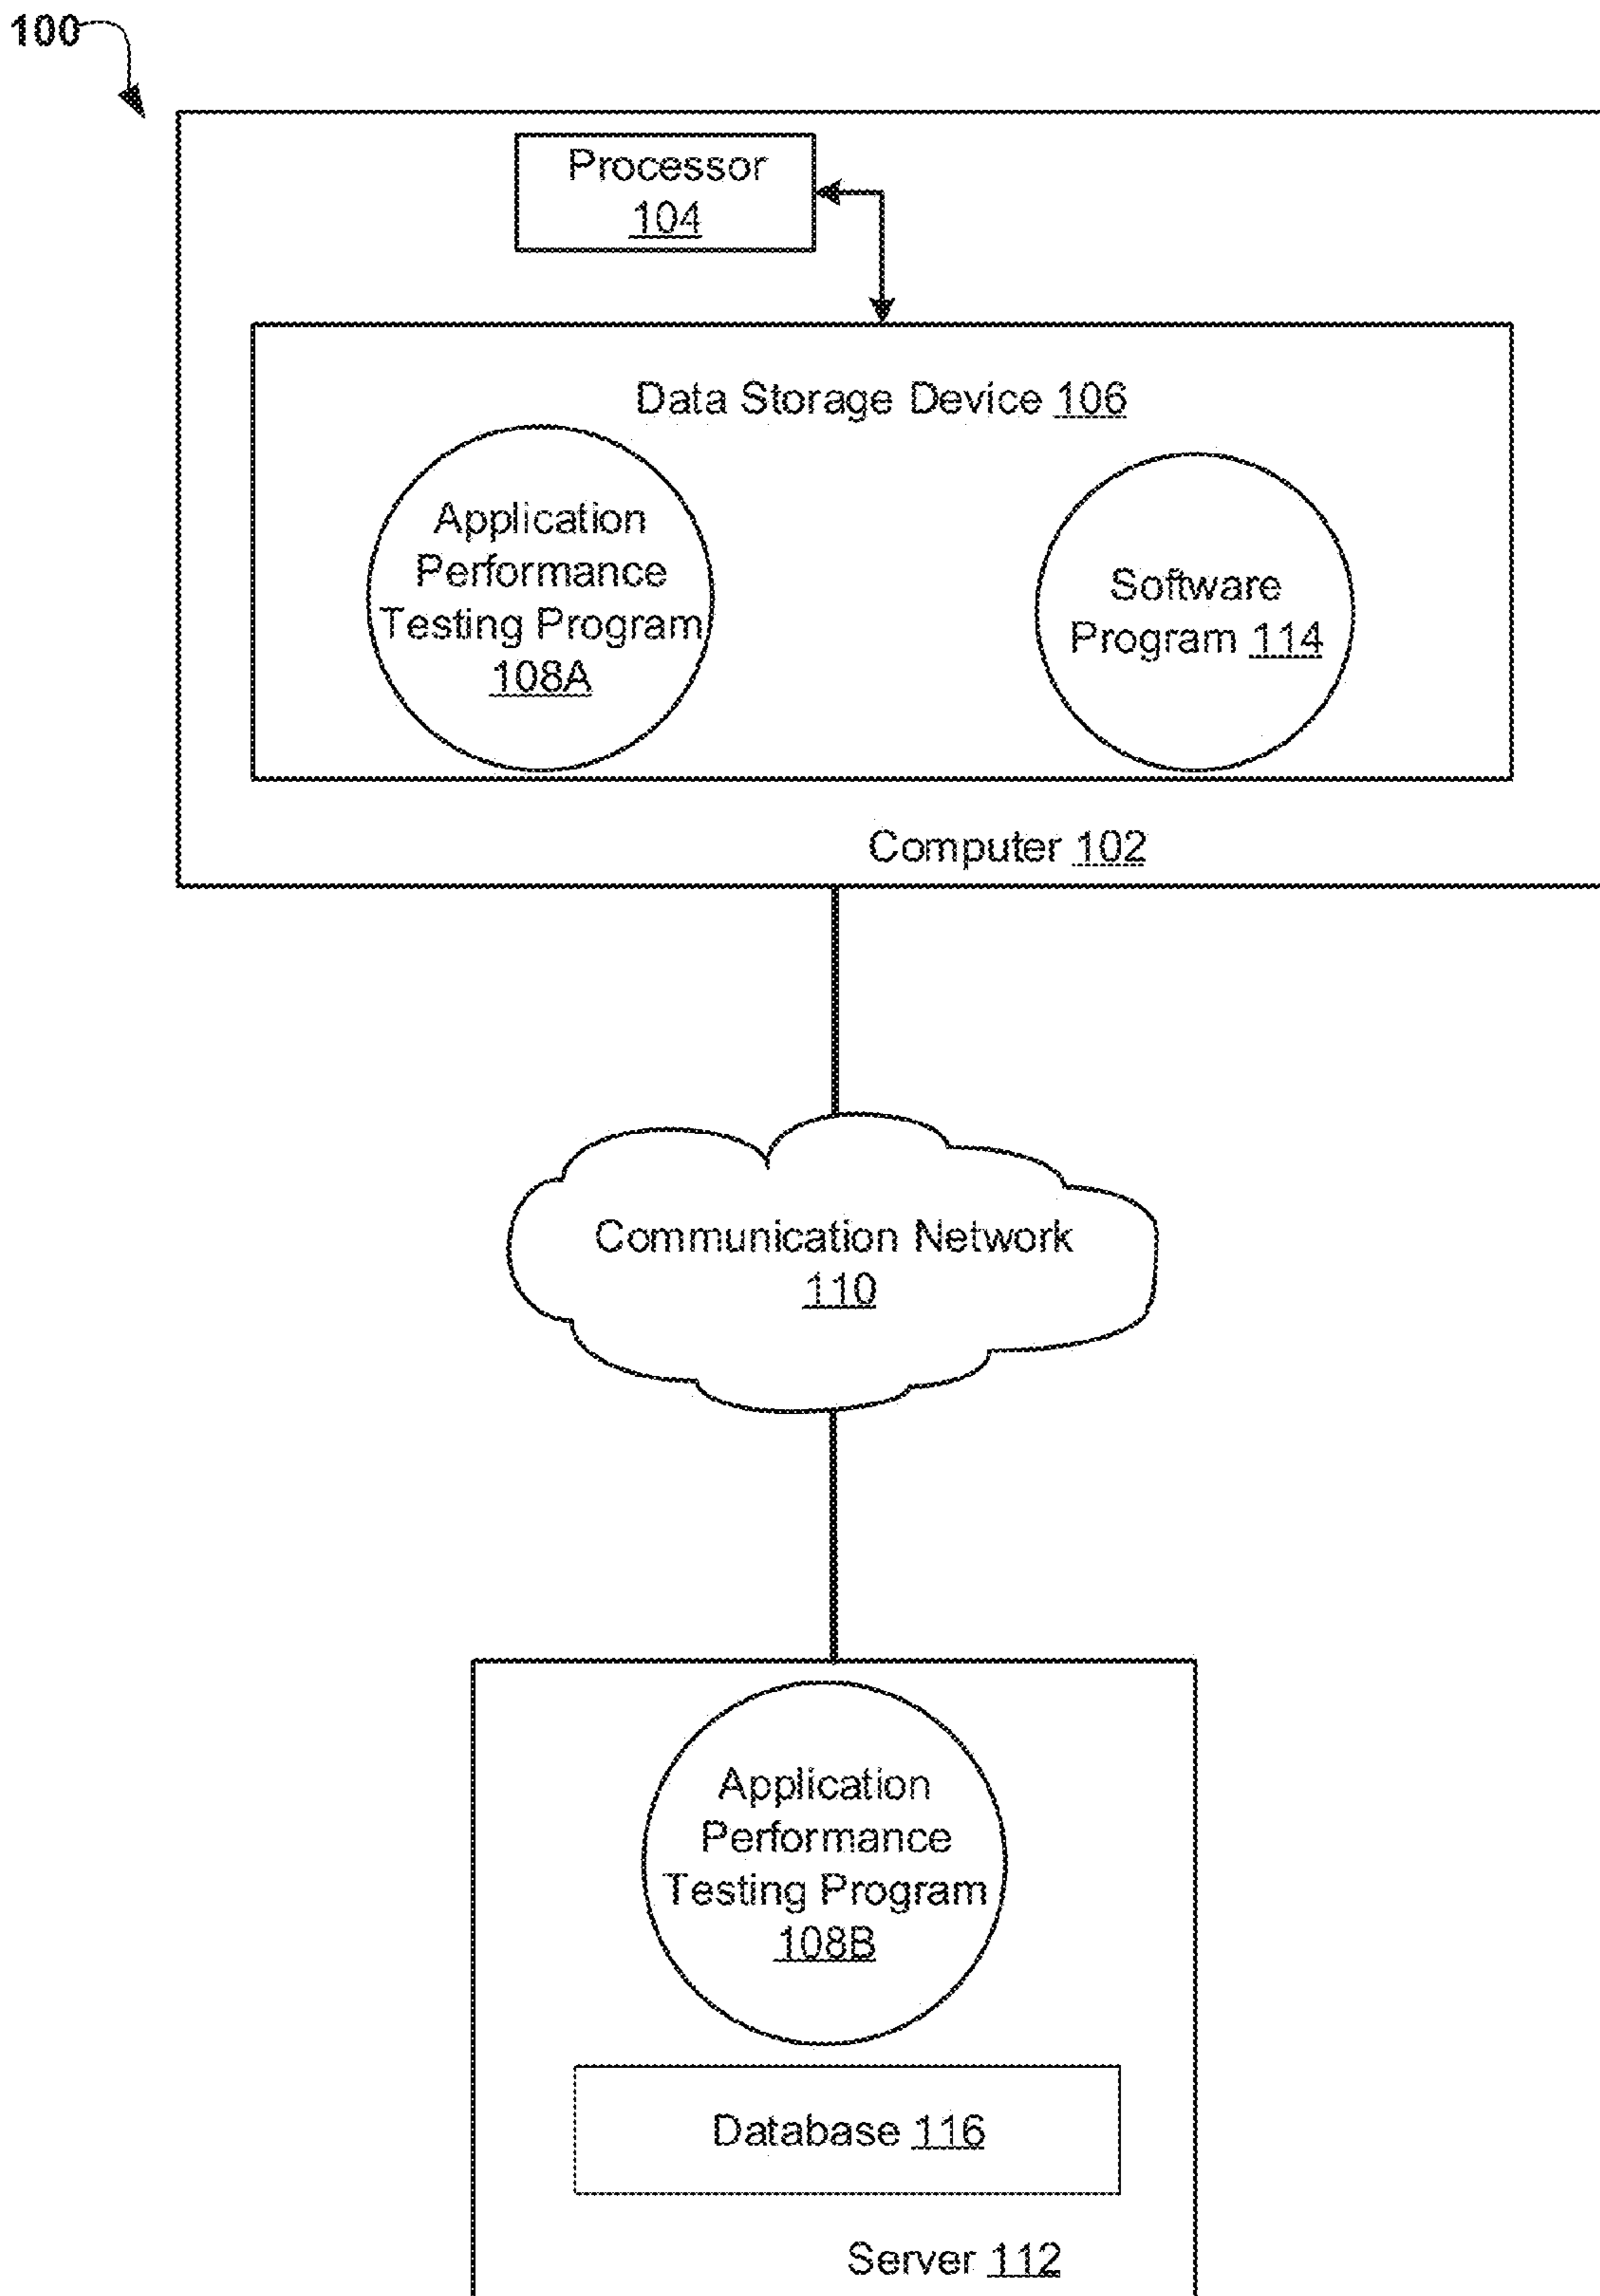 100
Processor
104
Data Storage Device 106
Application
Performance
Testing Program
108A
Software
Program 114
Computer 102
Communication Network
110
Application
Performance
Testing Program
108B
Database 116
Server 112